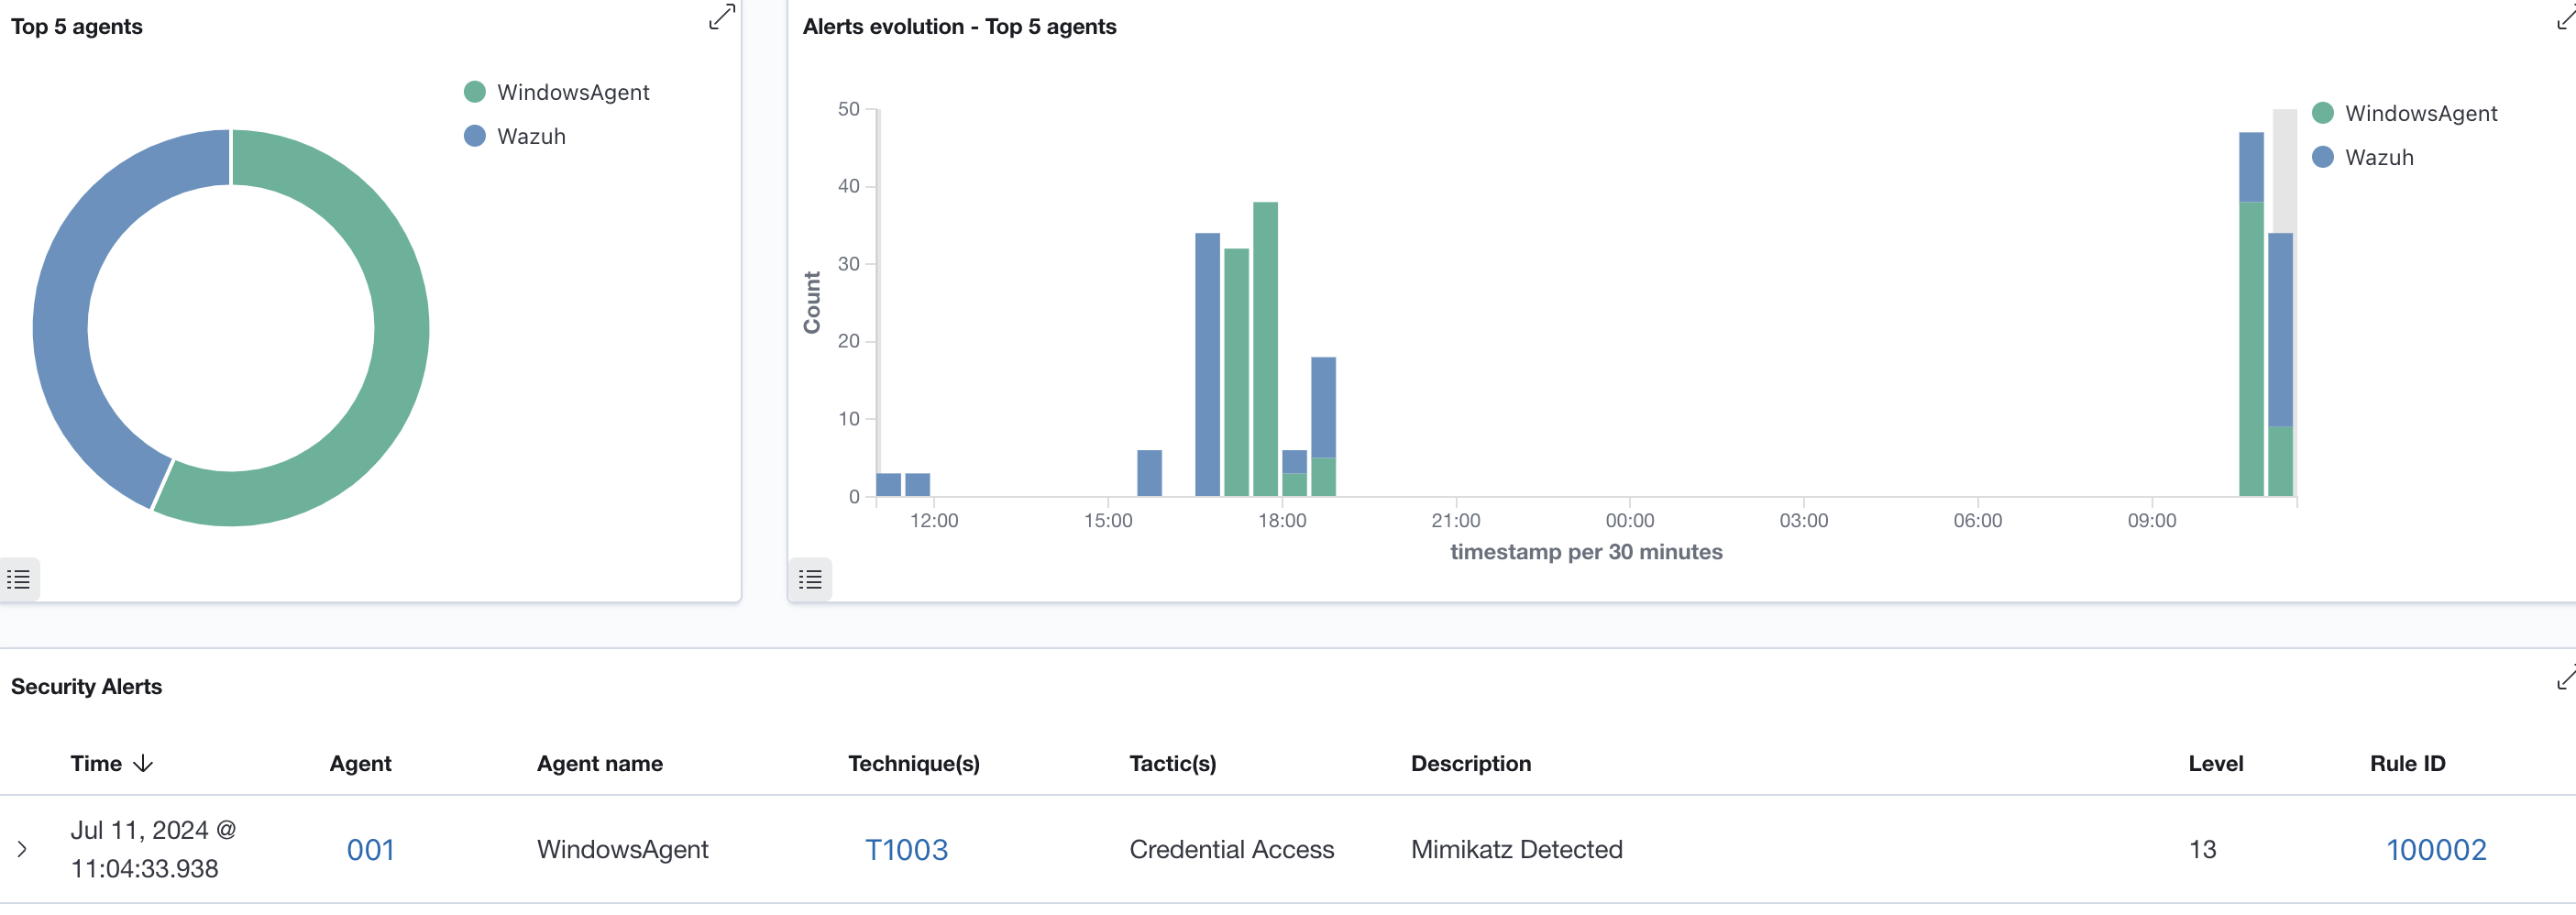 Top 5 agents
WindowsAgent
Wazuh
Alerts evolution - Top 5 agents
50
40
30
20
10
0
Count
12:00 15:00 18:00 21:00 00:00 03:00 06:00 09:00
timestamp per 30 minutes
WindowsAgent
Wazuh
Security Alerts
Time Agent Agent name Technique(s) Tactic(s) Description Level Rule ID
Jul 11, 2024 @
11:04:33.938
001 WindowsAgent T1003 Credential Access Mimikatz Detected 13 100002